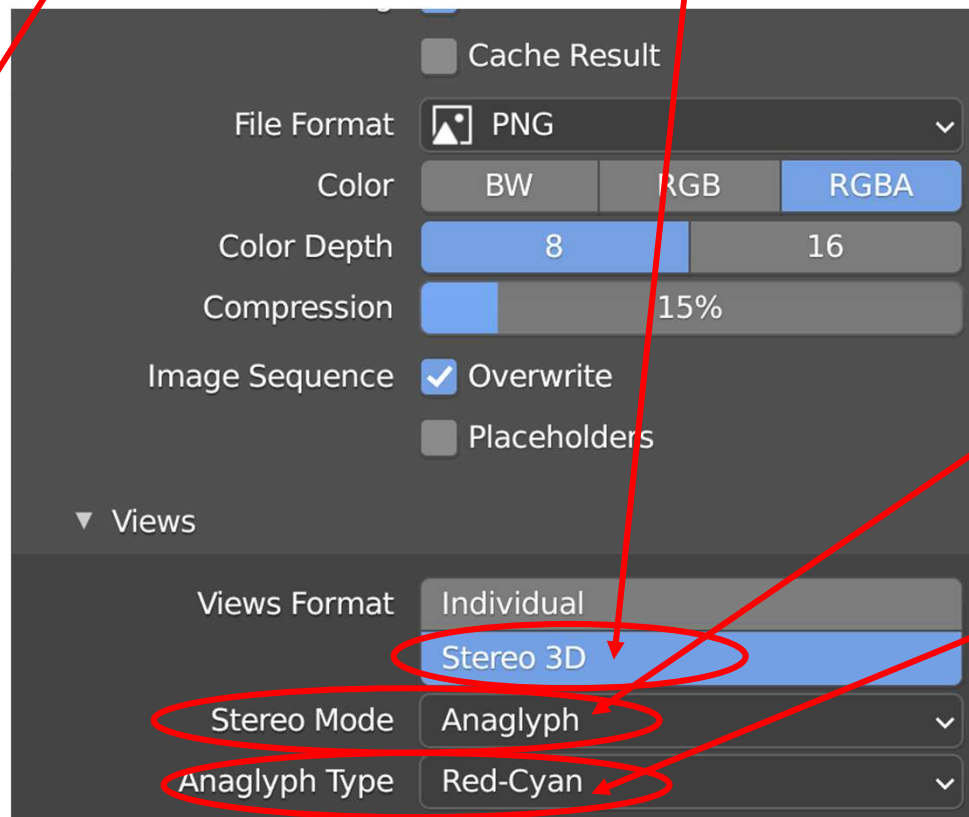 Cache Result
File Format PNG
Color BW RGB RGBA
Color Depth 8 16
Compression 15%
Image Sequence Overwrite
Placeholders
Views
Views Format Individual
Stereo 3D
Stereo Mode Anaglyph
Anaglyph Type Red-Cyan